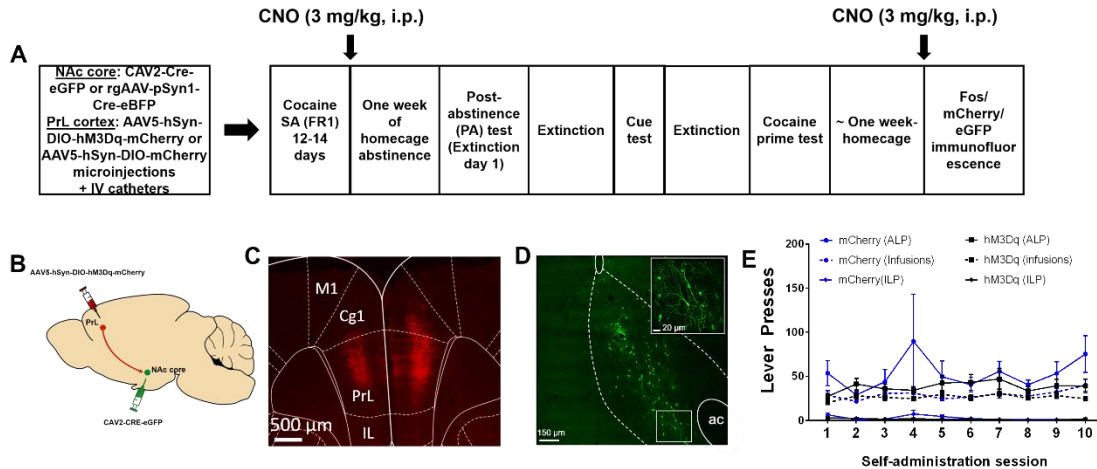 CNO (3 mg/kg, i.p.)
CNO (3 mg/kg, i.p.)
A
NAc core: CAV2-Cre-
eGFP or rgAAV-pSyn1-
Cre-eBFP
PrL cortex: AAV5-hSyn-
DIO-hM3Dq-mCherry or
AAV5-hSyn-DIO-mCherry
microinjections
+ IV catheters
Cocaine
SA (FR1)
12-14
days
One week
of
homecage
abstinence
Post-
abstinence
(PA) test
(Extinction
day 1)
Extinction
Cue
test
Extinction
Cocaine
prime test
~ One week-
homecage
Fos/
mCherry/
eGFP
immunofluor
escence
B
AAV5-hSyn-DIO-hM3Dq-mCherry
PrL
NAc core
CAV2-CRE-eGFP
C
M1
Cg1
PrL
IL
500 μm
D
20 μm
150 μm
ac
E
mCherry (ALP)
mCherry (Infusions)
mCherry(ILP)
hM3Dq (ALP)
hM3Dq (infusions)
hM3Dq (ILP)
Lever Presses
200
150
100
50
0
1 2 3 4 5 6 7 8 9 10
Self-administration session